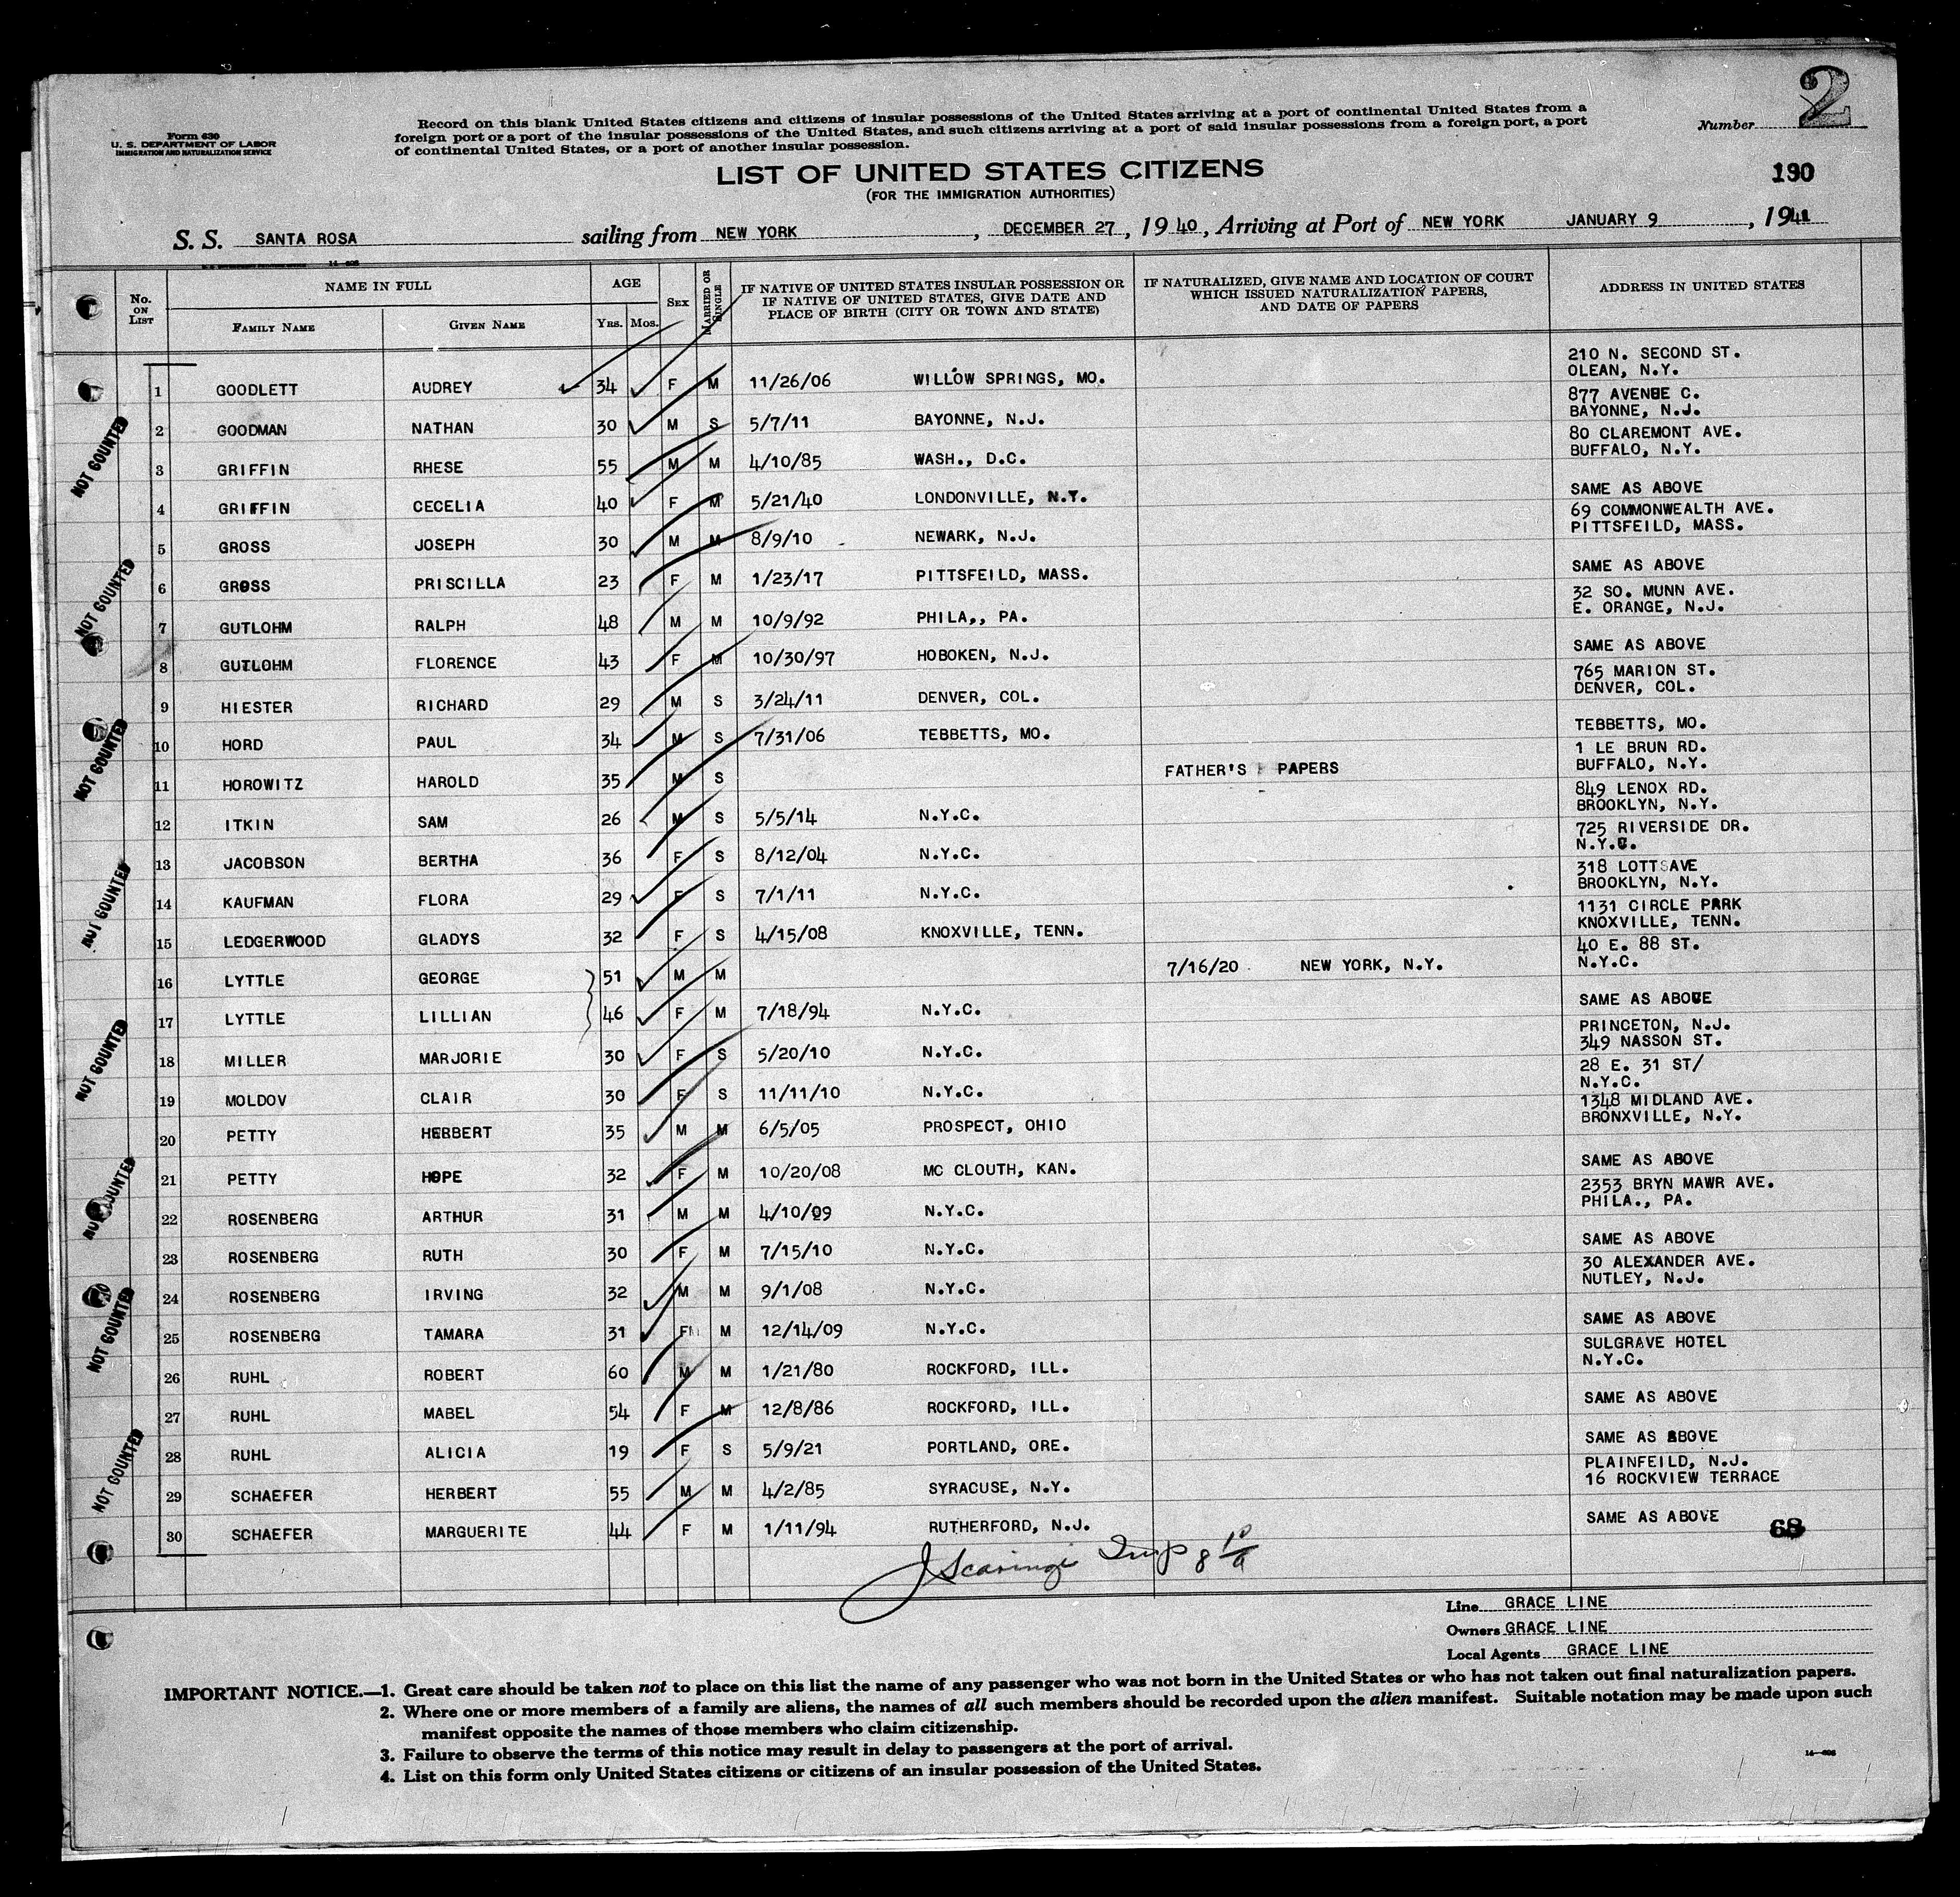 2
Form 630
U. S. DEPARTMENT OF LABOR
IMMIGRATION AND NATURALIZATION SERVICE
Record on this blank United States citizens and citizens of insular possessions of the United States arriving at a port of continental United States from a
foreign port or a port of the insular possessions of the United States, and such citizens arriving at a port of said insular possessions from a foreign port, a port
of continental United States, or a port of another insular possession.
Number
LIST OF UNITED STATES CITIZENS
(FOR THE IMMIGRATION AUTHORITIES)
190
S. S. SANTA ROSA sailing from NEW YORK, DECEMBER 27, 1940, Arriving at Port of NEW YORK JANUARY 9, 1941
No. ON LIST
NAME IN FULL
FAMILY NAME GIVEN NAME
AGE
YRS. MOS.
SEX
MARRIED OR SINGLE
IF NATIVE OF UNITED STATES INSULAR POSSESSION OR
IF NATIVE OF UNITED STATES, GIVE DATE AND
PLACE OF BIRTH (CITY OR TOWN AND STATE)
IF NATURALIZED, GIVE NAME AND LOCATION OF COURT
WHICH ISSUED NATURALIZATION PAPERS,
AND DATE OF PAPERS
ADDRESS IN UNITED STATES
1 GOODLETT AUDREY 34 F M 11/26/06 WILLOW SPRINGS, MO. 210 N. SECOND ST.
OLEAN, N.Y.
2 GOODMAN NATHAN 30 M S 5/7/11 BAYONNE, N.J. 877 AVENUE C.
BAYONNE, N.J.
3 GRIFFIN RHESE 55 M M 4/10/85 WASH., D.C. 80 CLAREMONT AVE.
BUFFALO, N.Y.
4 GRIFFIN CECELIA 40 F M 5/21/40 LONDONVILLE, N.Y. SAME AS ABOVE
5 GROSS JOSEPH 30 M M 8/9/10 NEWARK, N.J. 69 COMMONWEALTH AVE.
PITTSFEILD, MASS.
6 GROSS PRISCILLA 23 F M 1/23/17 PITTSFEILD, MASS. SAME AS ABOVE
7 GUTLOHM RALPH 48 M M 10/9/92 PHILA,, PA. 32 SO. MUNN AVE.
E. ORANGE, N.J.
8 GUTLOHM FLORENCE 43 F M 10/30/97 HOBOKEN, N.J. SAME AS ABOVE
9 HIESTER RICHARD 29 M S 3/24/11 DENVER, COL. 765 MARION ST.
DENVER, COL.
10 HORD PAUL 34 M S 7/31/06 TEBBETTS, MO. TEBBETTS, MO.
11 HOROWITZ HAROLD 35 M S FATHER'S PAPERS 1 LE BRUN RD.
BUFFALO, N.Y.
12 ITKIN SAM 26 M S 5/5/14 N.Y.C. 849 LENOX RD.
BROOKLYN, N.Y.
13 JACOBSON BERTHA 36 F S 8/12/04 N.Y.C. 725 RIVERSIDE DR.
N.Y.C.
14 KAUFMAN FLORA 29 F S 7/1/11 N.Y.C. 318 LOTTSAVE
BROOKLYN, N.Y.
15 LEDGERWOOD GLADYS 32 F S 4/15/08 KNOXVILLE, TENN. 1131 CIRCLE PARK
KNOXVILLE, TENN.
16 LYTTLE GEORGE 51 M M 7/16/20 NEW YORK, N.Y. 40 E. 88 ST.
N.Y.C.
17 LYTTLE LILLIAN 46 F M 7/18/94 N.Y.C. SAME AS ABOVE
18 MILLER MARJORIE 30 F S 5/20/10 N.Y.C. PRINCETON, N.J.
349 NASSON ST.
19 MOLDOV CLAIR 30 F S 11/11/10 N.Y.C. 28 E. 31 ST/
N.Y.C.
20 PETTY HERBERT 35 M M 6/5/05 PROSPECT, OHIO 1348 MIDLAND AVE.
BRONXVILLE, N.Y.
21 PETTY HOPE 32 F M 10/20/08 MC CLOUTH, KAN. SAME AS ABOVE
22 ROSENBERG ARTHUR 31 M M 4/10/09 N.Y.C. 2353 BRYN MAWR AVE.
PHILA., PA.
23 ROSENBERG RUTH 30 F M 7/15/10 N.Y.C. SAME AS ABOVE
24 ROSENBERG IRVING 32 M M 9/1/08 N.Y.C. 30 ALEXANDER AVE.
NUTLEY, N.J.
25 ROSENBERG TAMARA 31 F M 12/14/09 N.Y.C. SAME AS ABOVE
26 RUHL ROBERT 60 M M 1/21/80 ROCKFORD, ILL. SULGRAVE HOTEL
N.Y.C.
27 RUHL MABEL 54 F M 12/8/86 ROCKFORD, ILL. SAME AS ABOVE
28 RUHL ALICIA 19 F S 5/9/21 PORTLAND, ORE. SAME AS ABOVE
29 SCHAEFER HERBERT 55 M M 4/2/85 SYRACUSE, N.Y. PLAINFEILD, N.J.
16 ROCKVIEW TERRACE
30 SCHAEFER MARGUERITE 44 F M 1/11/94 RUTHERFORD, N.J. SAME AS ABOVE
NOT COUNTED
NOT COUNTED
NOT COUNTED
NOT COUNTED
NOT COUNTED
NOT COUNTED
NOT COUNTED
NOT COUNTED
68
J Scaringi Insp
Line GRACE LINE
Owners GRACE LINE
Local Agents GRACE LINE
IMPORTANT NOTICE.—1. Great care should be taken not to place on this list the name of any passenger who was not born in the United States or who has not taken out final naturalization papers.
2. Where one or more members of a family are aliens, the names of all such members should be recorded upon the alien manifest. Suitable notation may be made upon such
manifest opposite the names of those members who claim citizenship.
3. Failure to observe the terms of this notice may result in delay to passengers at the port of arrival.
4. List on this form only United States citizens or citizens of an insular possession of the United States.